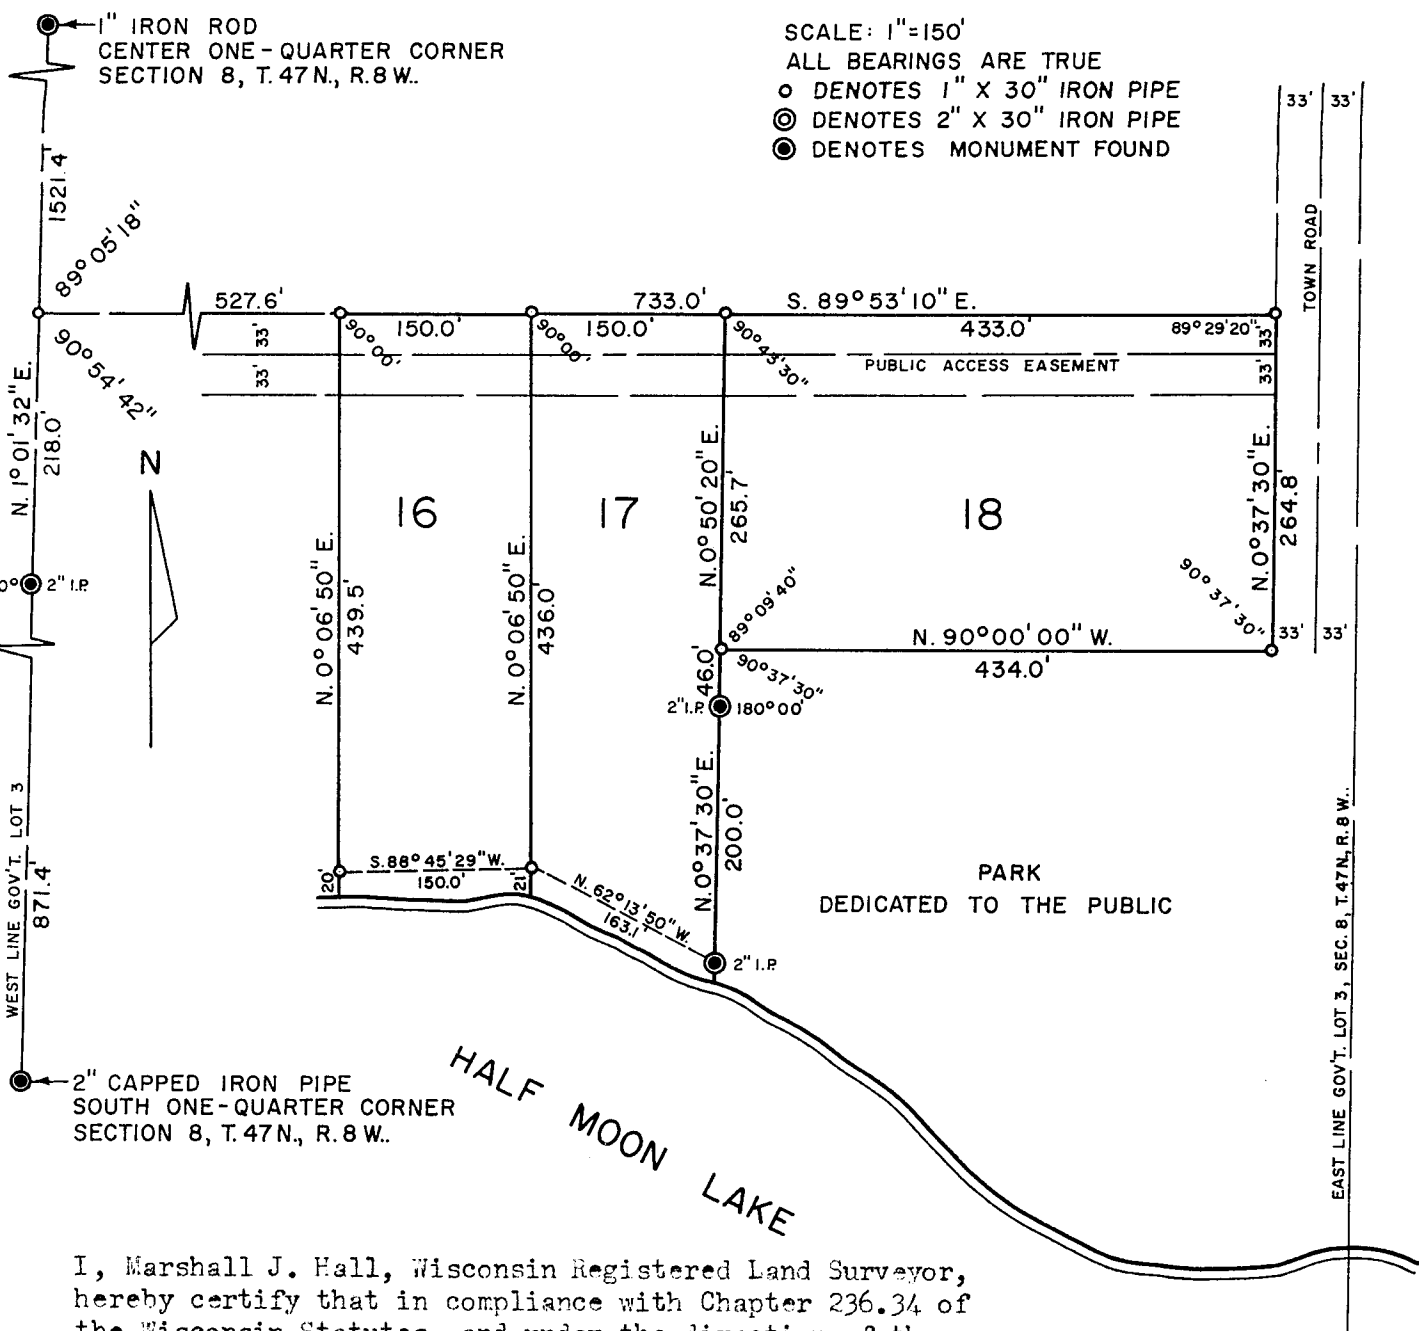 1" IRON ROD
CENTER ONE-QUARTER CORNER
SECTION 8, T.47N., R.8W..
SCALE: 1"=150'
ALL BEARINGS ARE TRUE
DENOTES 1" X 30" IRON PIPE
DENOTES 2" X 30" IRON PIPE
DENOTES MONUMENT FOUND
33' 33'
TOWN ROAD
1521.4'
89° 05' 18"
90° 54' 42"
527.6'
733.0'
S. 89° 53' 10" E.
150.0'
150.0'
433.0'
89° 29' 20"
33'
33'
33'
33'
90° 00'
90° 00'
90° 43' 30"
PUBLIC ACCESS EASEMENT
N. 1° 01' 32" E.
218.0'
N
16
17
18
N. 0° 06' 50" E.
439.5'
N. 0° 06' 50" E.
436.0'
N. 0° 50' 20" E.
265.7'
N. 0° 37' 30" E.
264.8'
2" I.P.
89° 09' 40"
90° 37' 30"
N. 90° 00' 00" W.
434.0'
33' 33'
46.0'
90° 37' 30"
2" I.P. 180° 00'
N. 0° 37' 30" E.
200.0'
WEST LINE GOV'T. LOT 3
871.4'
S. 88° 45' 29" W.
150.0'
20'
21'
N. 62° 13' 50" W.
163.1'
2" I.P.
PARK
DEDICATED TO THE PUBLIC
EAST LINE GOV'T. LOT 3, SEC. 8, T.47N., R.8W..
2" CAPPED IRON PIPE
SOUTH ONE-QUARTER CORNER
SECTION 8, T.47N., R.8W..
HALF MOON LAKE
I, Marshall J. Hall, Wisconsin Registered Land Surveyor,
hereby certify that in compliance with Chapter 236.34 of
the Wisconsin Statutes, and under the direction of the